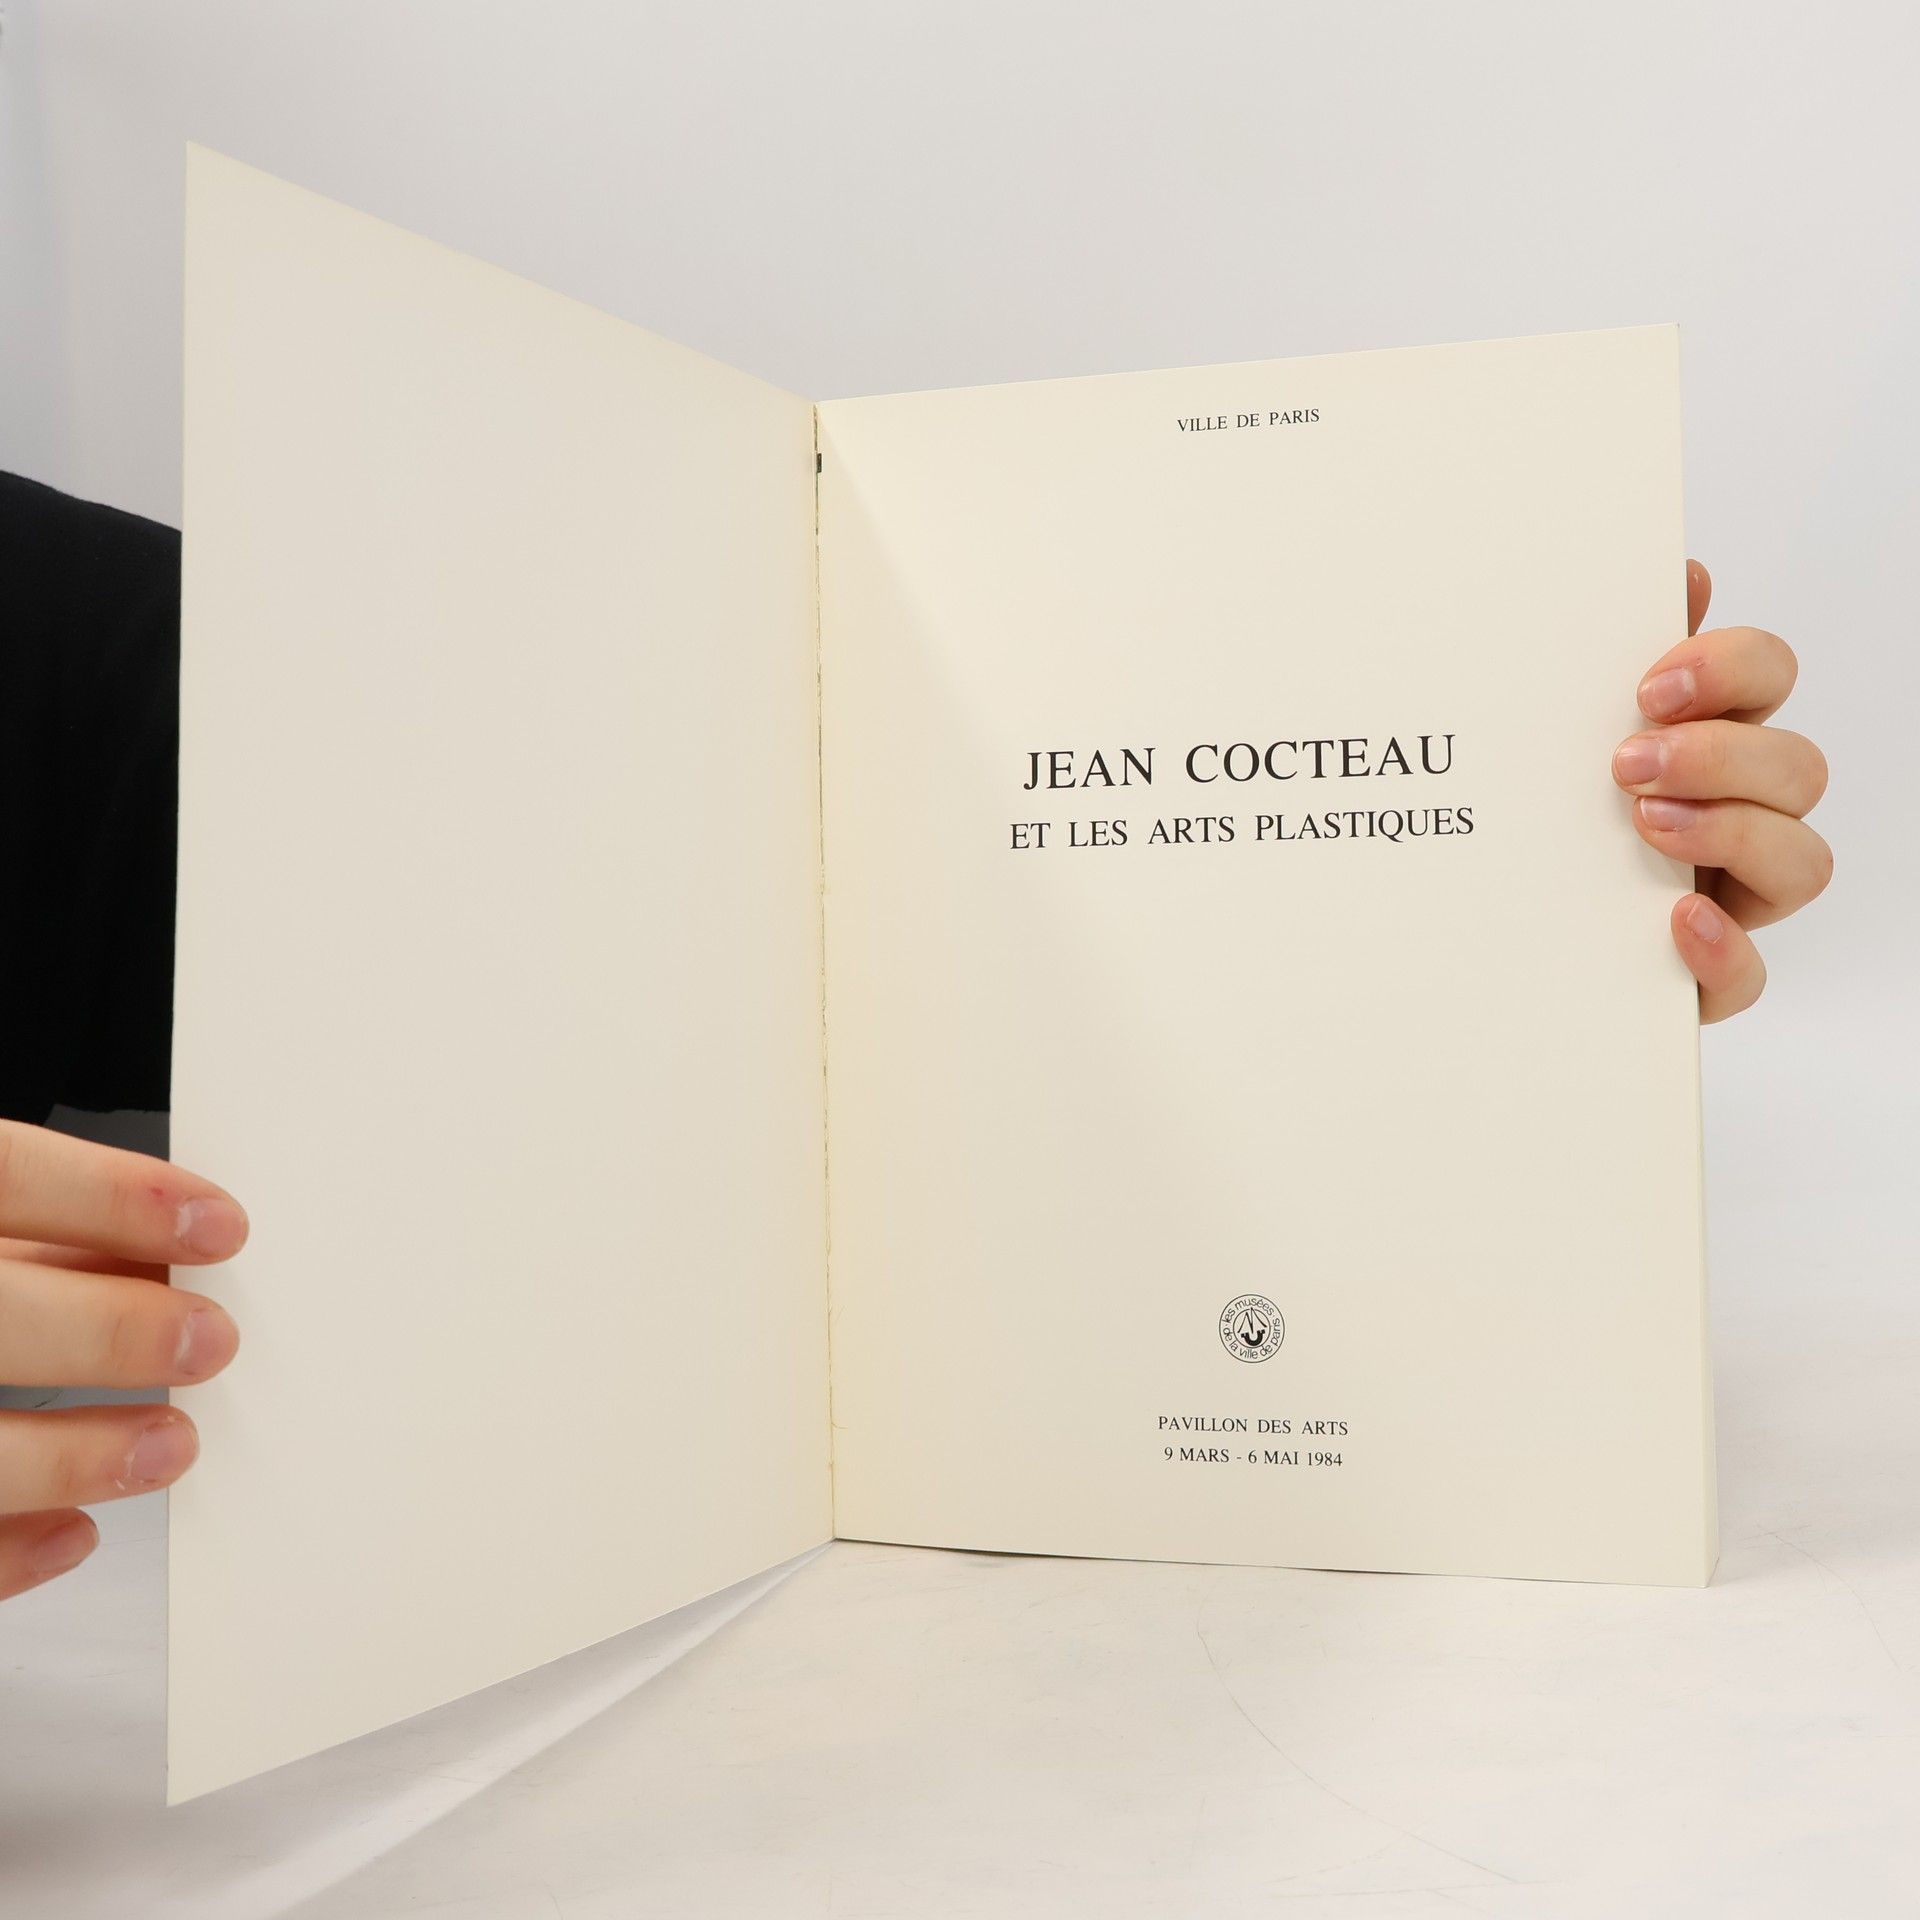 VILLE DE PARIS
JEAN COCTEAU
ET LES ARTS PLASTIQUES
les musées
de la ville de paris
PAVILLON DES ARTS
9 MARS - 6 MAI 1984